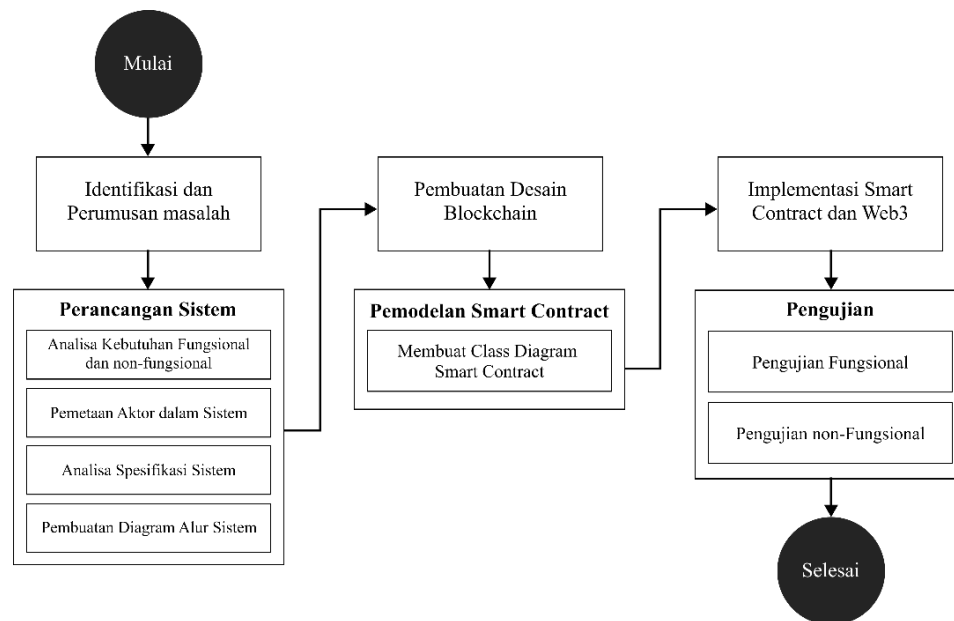 Mulai
Identifikasi dan
Perumusan masalah
Perancangan Sistem
Analisa Kebutuhan Fungsional
dan non-fungsional
Pemetaan Aktor dalam Sistem
Analisa Spesifikasi Sistem
Pembuatan Diagram Alur Sistem
Pembuatan Desain
Blockchain
Pemodelan Smart Contract
Membuat Class Diagram
Smart Contract
Implementasi Smart
Contract dan Web3
Pengujian
Pengujian Fungsional
Pengujian non-Fungsional
Selesai